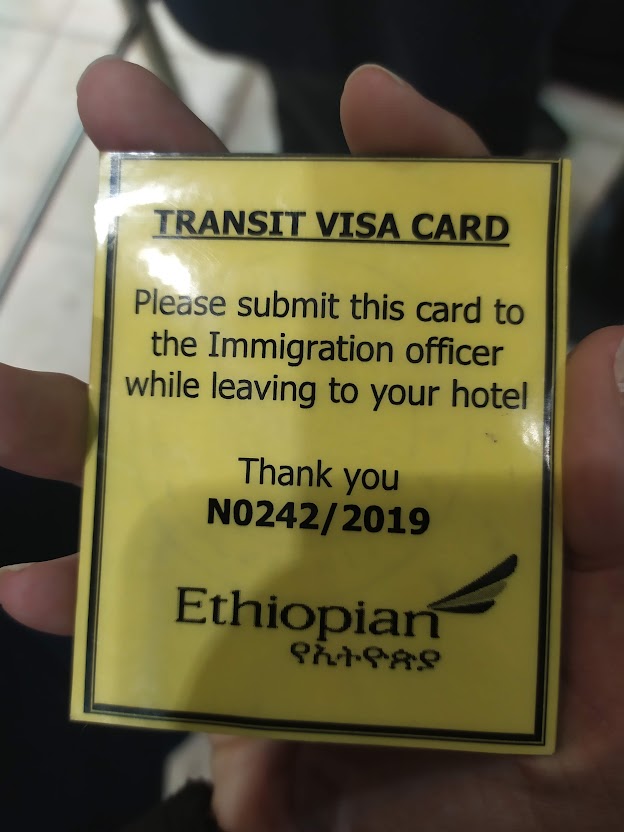 TRANSIT VISA CARD
Please submit this card to
the Immigration officer
while leaving to your hotel
Thank you
N0242/2019
Ethiopian
የኢትዮጵያ